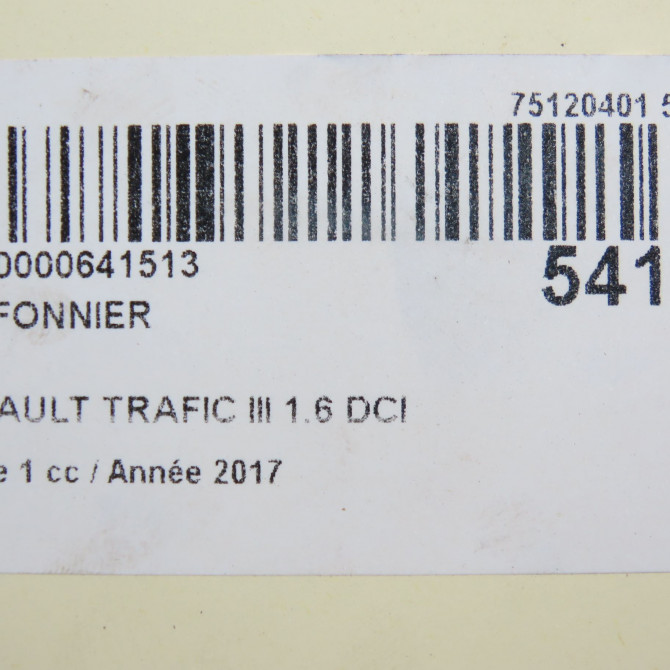 75120401 5
0000641513
541
FONNIER
AULT TRAFIC III 1.6 DCI
e 1 cc / Année 2017